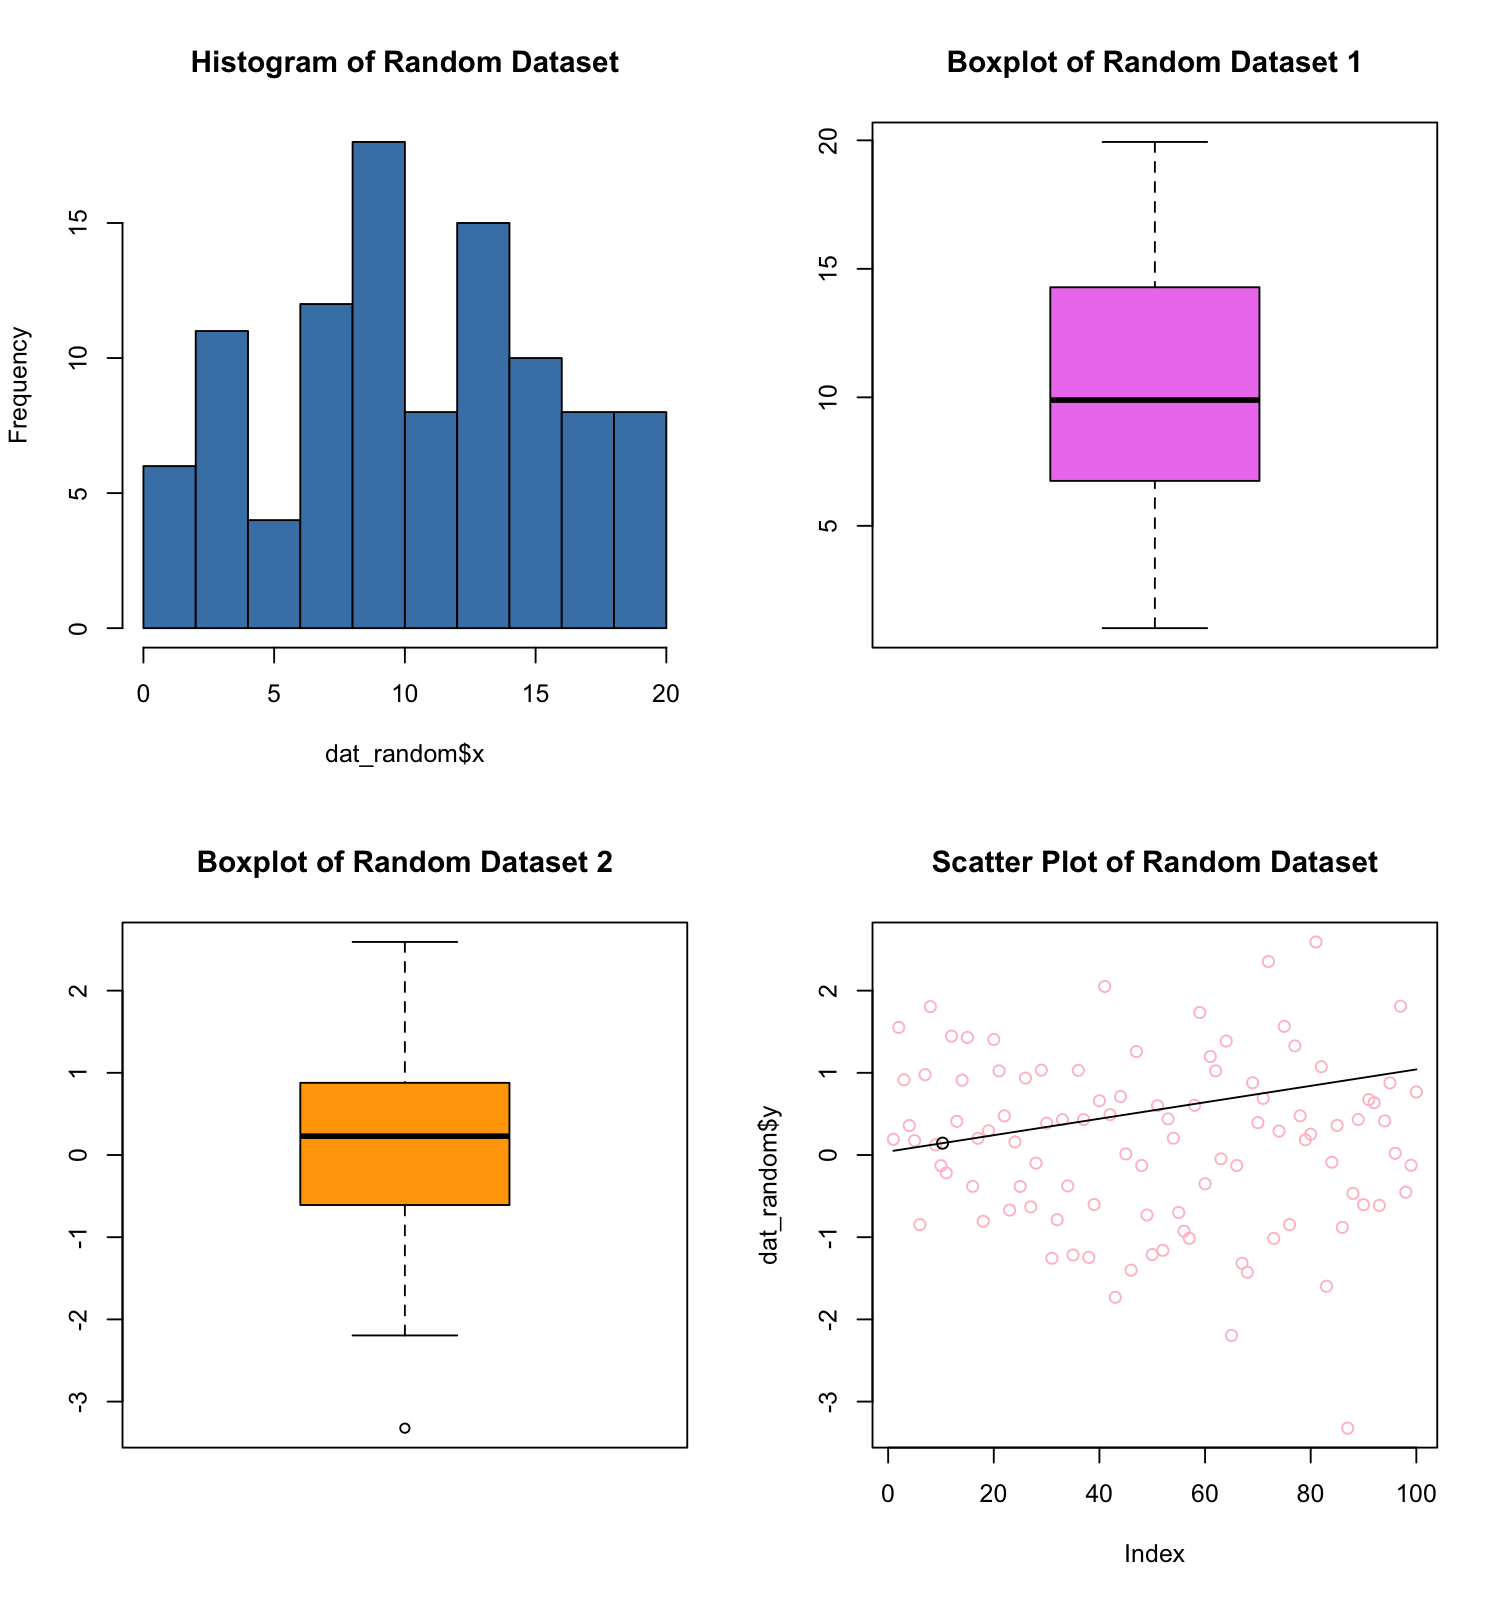 Histogram of Random Dataset
Frequency
15
10
5
0
0 5 10 15 20
dat_random$x
Boxplot of Random Dataset 1
20
15
10
5
Boxplot of Random Dataset 2
2
1
0
-1
-2
-3
Scatter Plot of Random Dataset
dat_random$y
2
1
0
-1
-2
-3
0 20 40 60 80 100
Index